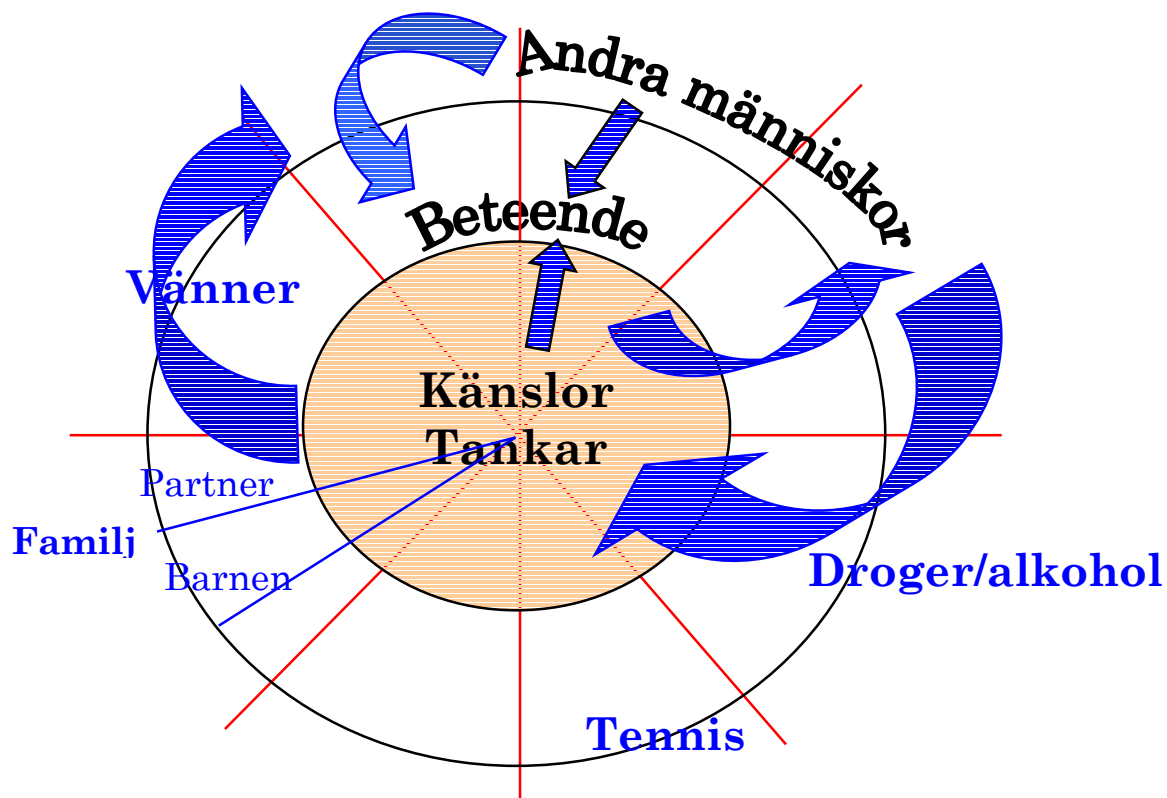 Andra människor
Beteende
Vänner
Känslor
Tankar
Partner
Familj
Barnen
Droger/alkohol
Tennis